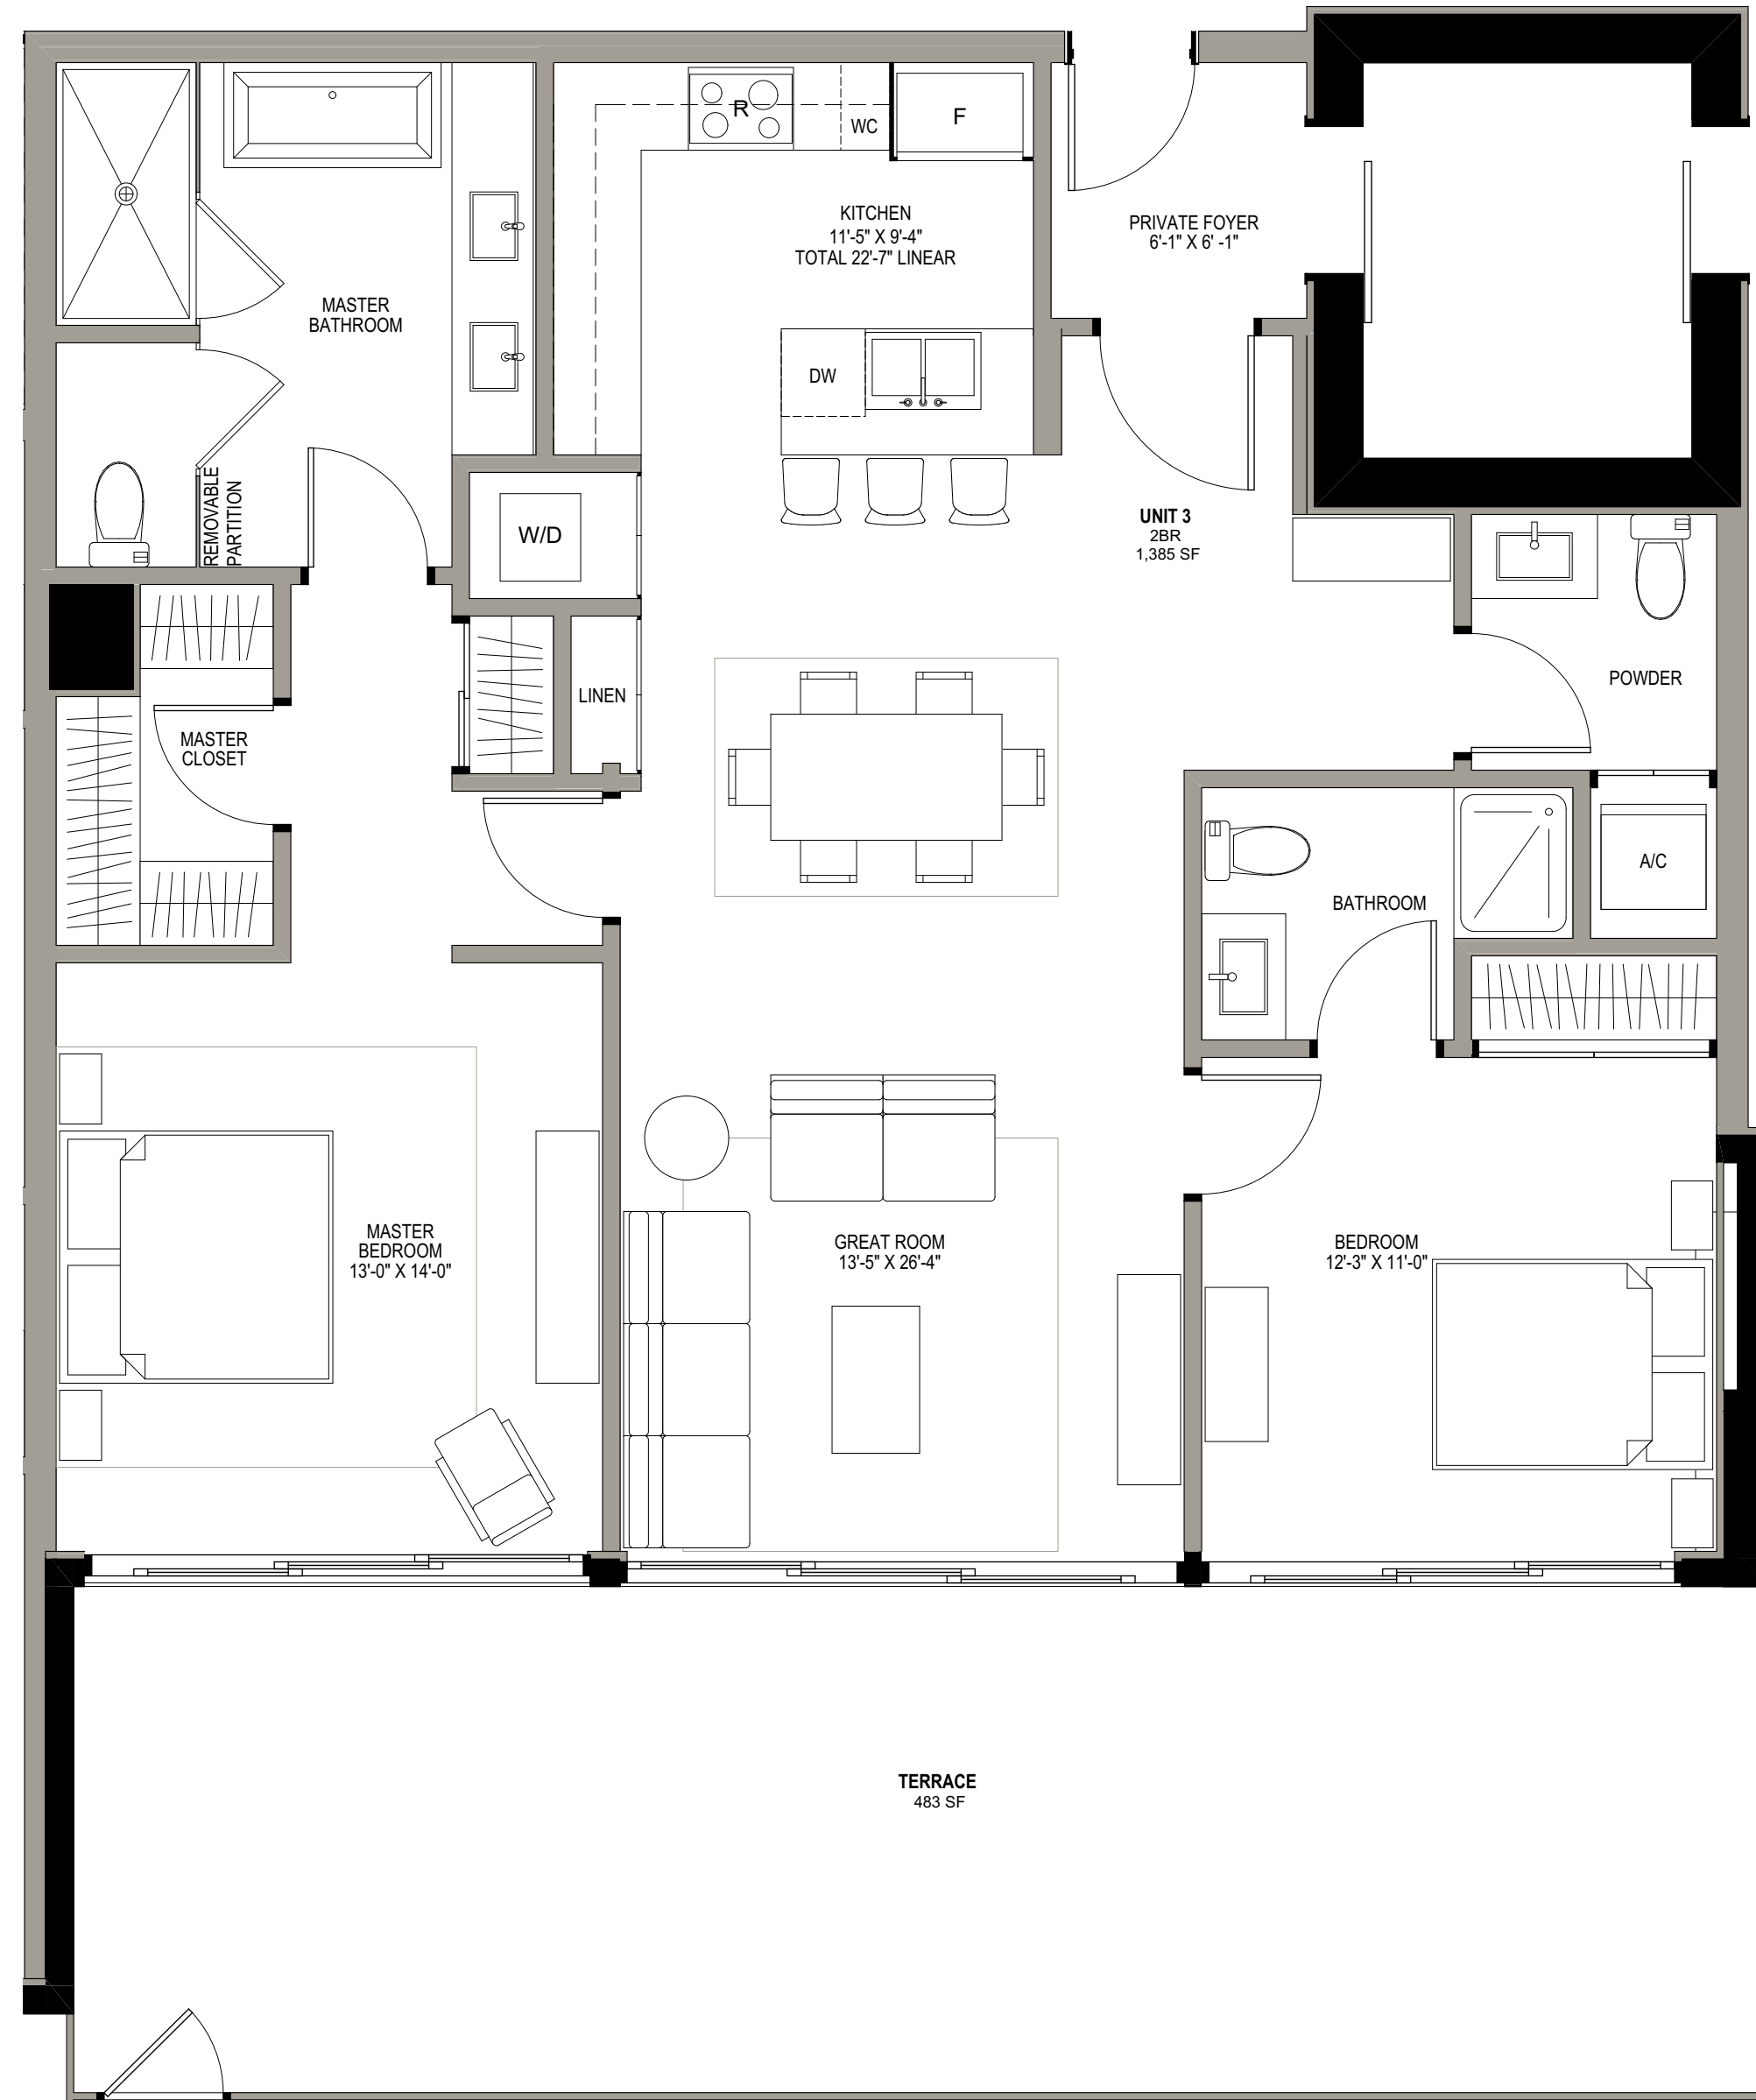 R
WC
F
KITCHEN
11'-5" X 9'-4"
TOTAL 22'-7" LINEAR
PRIVATE FOYER
6'-1" X 6' -1"
MASTER
BATHROOM
DW
REMOVABLE
PARTITION
W/D
UNIT 3
2BR
1,385 SF
POWDER
LINEN
MASTER
CLOSET
A/C
BATHROOM
MASTER
BEDROOM
13'-0" X 14'-0"
GREAT ROOM
13'-5" X 26'-4"
BEDROOM
12'-3" X 11'-0"
TERRACE
483 SF